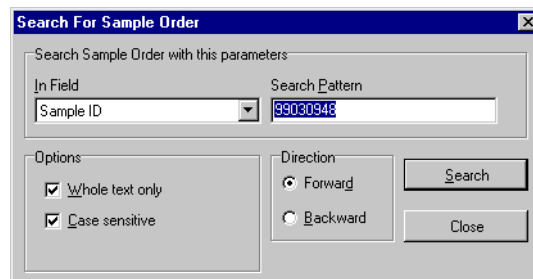 Search For Sample Order
Search Sample Order with this parameters
In Field
Search Pattern
Sample ID
99030948
Options
Direction
Whole text only
Forward
Search
Case sensitive
Backward
Close